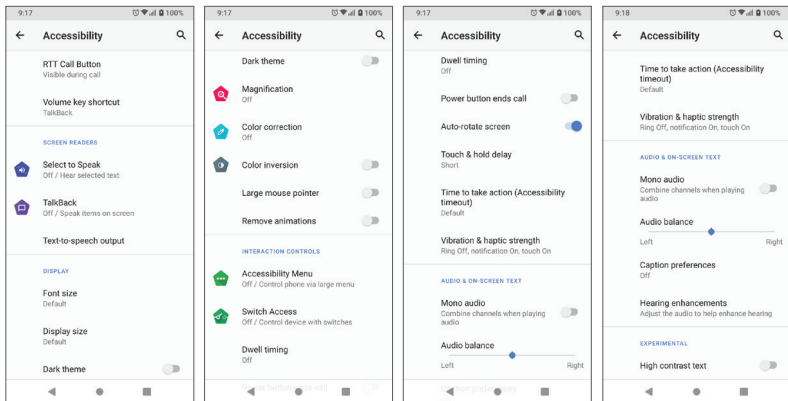 9:17
100%
Accessibility
RTT Call Button
Visible during call
Volume key shortcut
TalkBack
SCREEN READERS
Select to Speak
Off / Hear selected text
TalkBack
Off / Speak items on screen
Text-to-speech output
DISPLAY
Font size
Default
Display size
Default
Dark theme
9:17
100%
Accessibility
Dark theme
Magnification
Off
Color correction
Off
Color inversion
Large mouse pointer
Remove animations
INTERACTION CONTROLS
Accessibility Menu
Off / Control phone via large menu
Switch Access
Off / Control device with switches
Dwell timing
Off
Power button ends call
9:17
100%
Accessibility
Dwell timing
Off
Power button ends call
Auto-rotate screen
Touch & hold delay
Short
Time to take action (Accessibility
timeout)
Default
Vibration & haptic strength
Ring Off, notification On, touch On
AUDIO & ON-SCREEN TEXT
Mono audio
Combine channels when playing
audio
Audio balance
Left Right
Caption preferences
9:18
100%
Accessibility
Time to take action (Accessibility
timeout)
Default
Vibration & haptic strength
Ring Off, notification On, touch On
AUDIO & ON-SCREEN TEXT
Mono audio
Combine channels when playing
audio
Audio balance
Left Right
Caption preferences
Off
Hearing enhancements
Adjust the audio to help enhance hearing
EXPERIMENTAL
High contrast text